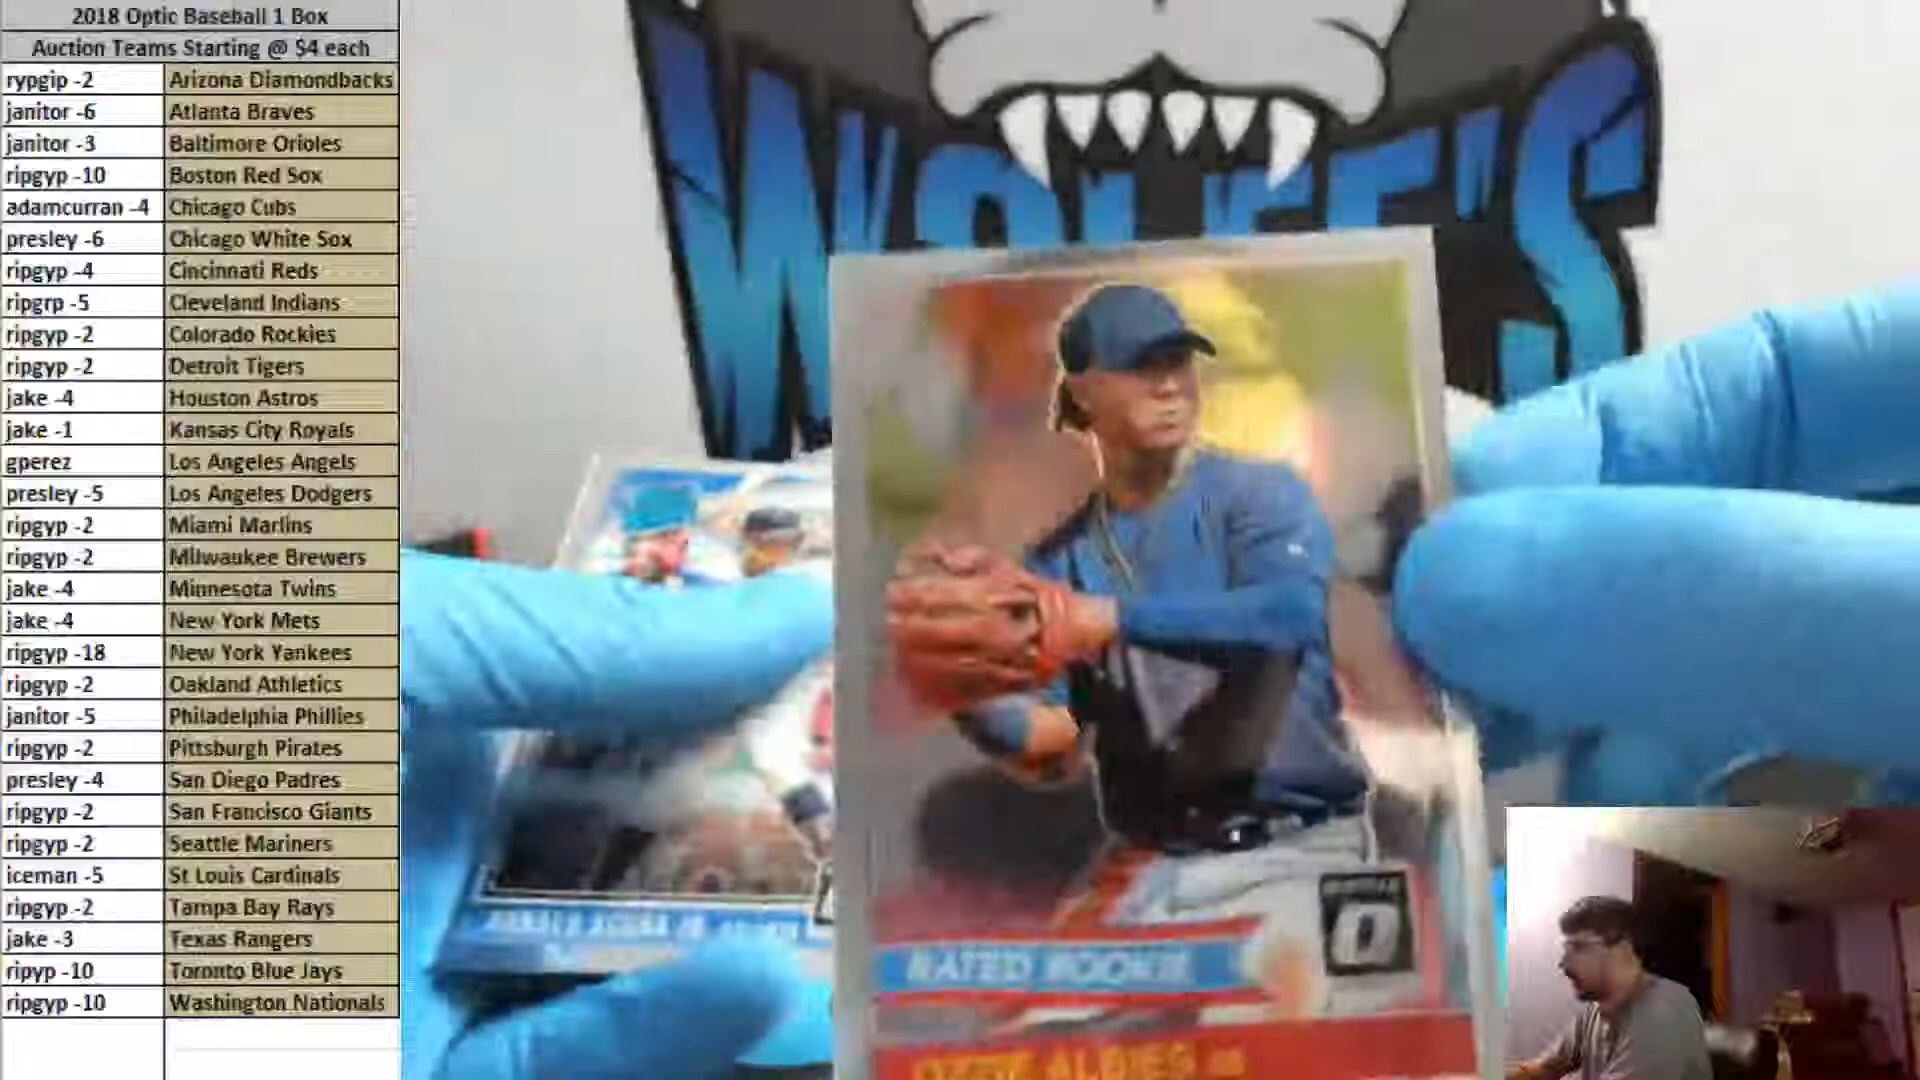 2018 Optic Baseball 1 Box
Auction Teams Starting @ $4 each
rypgip -2 Arizona Diamondbacks
janitor -6 Atlanta Braves
janitor -3 Baltimore Orioles
ripgyp -10 Boston Red Sox
adamcurran -4 Chicago Cubs
presley -6 Chicago White Sox
ripgyp -4 Cincinnati Reds
ripgrp -5 Cleveland Indians
ripgyp -2 Colorado Rockies
ripgyp -2 Detroit Tigers
jake -4 Houston Astros
jake -1 Kansas City Royals
gperez Los Angeles Angels
presley -5 Los Angeles Dodgers
ripgyp -2 Miami Marlins
ripgyp -2 Milwaukee Brewers
jake -4 Minnesota Twins
jake -4 New York Mets
ripgyp -18 New York Yankees
ripgyp -2 Oakland Athletics
janitor -5 Philadelphia Phillies
ripgyp -2 Pittsburgh Pirates
presley -4 San Diego Padres
ripgyp -2 San Francisco Giants
ripgyp -2 Seattle Mariners
iceman -5 St Louis Cardinals
ripgyp -2 Tampa Bay Rays
jake -3 Texas Rangers
ripyp -10 Toronto Blue Jays
ripgyp -10 Washington Nationals
WOLFE'S
RATED ROOKIE
OZZIE ALBIES 2B
RONALD ACUNA JR.